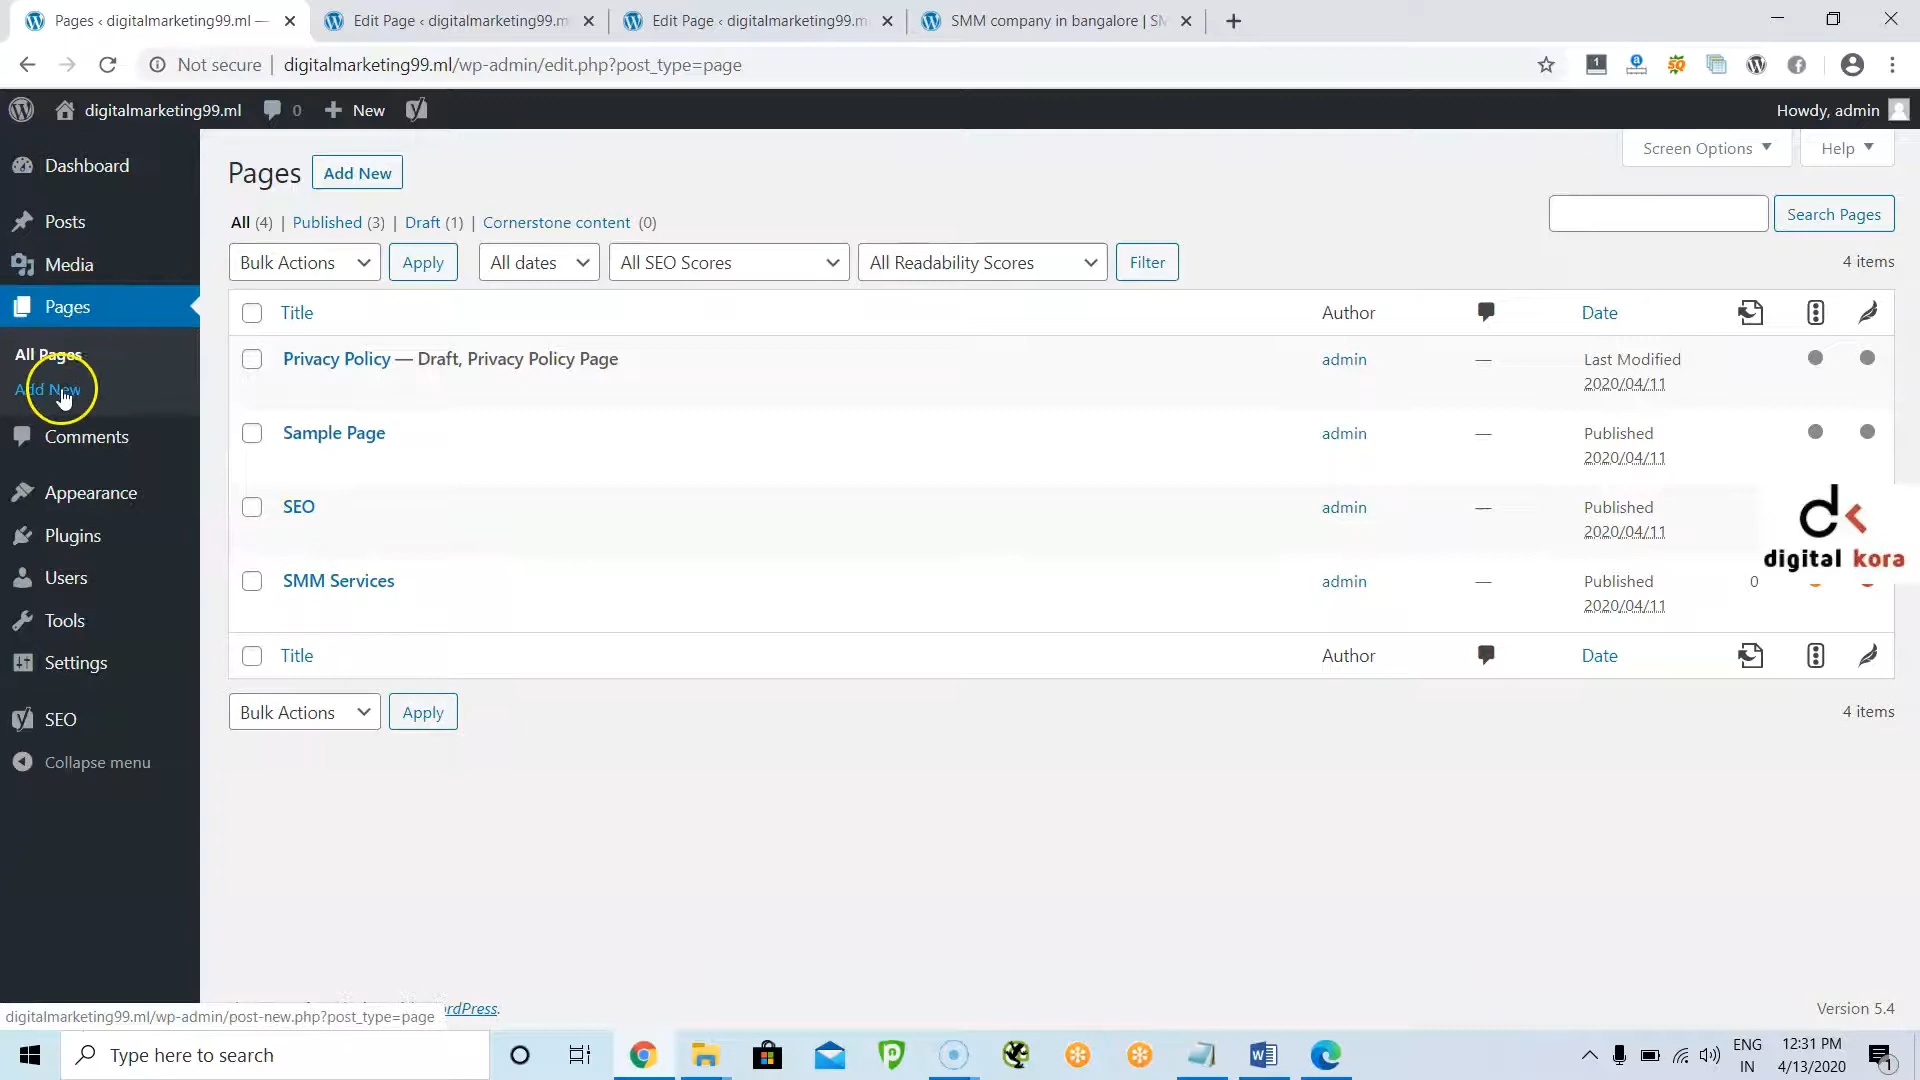 Pages ‹ digitalmarketing99.ml —
Edit Page ‹ digitalmarketing99.m
Edit Page ‹ digitalmarketing99.m
SMM company in bangalore | SM
Not secure
digitalmarketing99.ml/wp-admin/edit.php?post_type=page
digitalmarketing99.ml
0
New
Howdy, admin
Dashboard
Posts
Media
Pages
All Pages
Add New
Comments
Appearance
Plugins
Users
Tools
Settings
SEO
Collapse menu
Screen Options
Help
Pages
Add New
All (4) | Published (3) | Draft (1) | Cornerstone content (0)
Search Pages
Bulk Actions
Apply
All dates
All SEO Scores
All Readability Scores
Filter
4 items
Title
Author
Date
Privacy Policy — Draft, Privacy Policy Page
admin
—
Last Modified
2020/04/11
Sample Page
admin
—
Published
2020/04/11
SEO
admin
—
Published
2020/04/11
SMM Services
admin
—
Published
2020/04/11
0
digital kora
Title
Author
Date
Bulk Actions
Apply
4 items
rdPress.
Version 5.4
digitalmarketing99.ml/wp-admin/post-new.php?post_type=page
Type here to search
ENG
IN
12:31 PM
4/13/2020
1